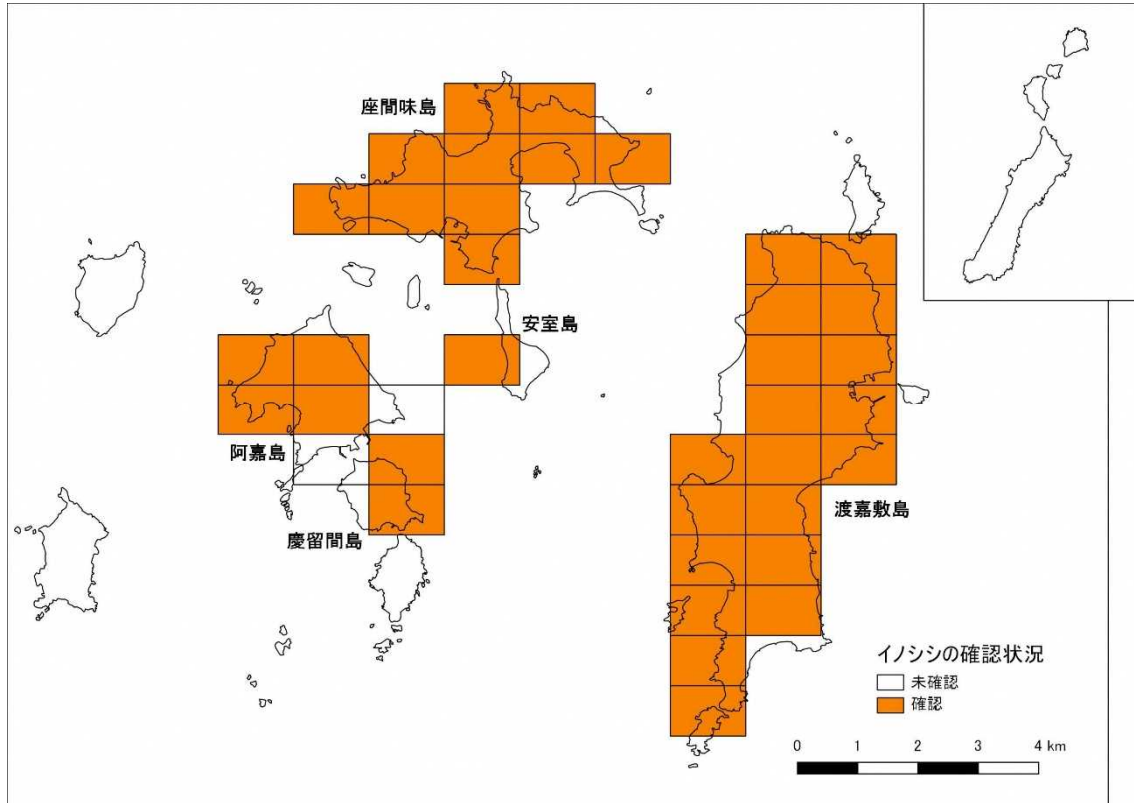 座間味島
安室島
阿嘉島
慶留間島
渡嘉敷島
イノシシの確認状況
未確認
確認
0 1 2 3 4 km